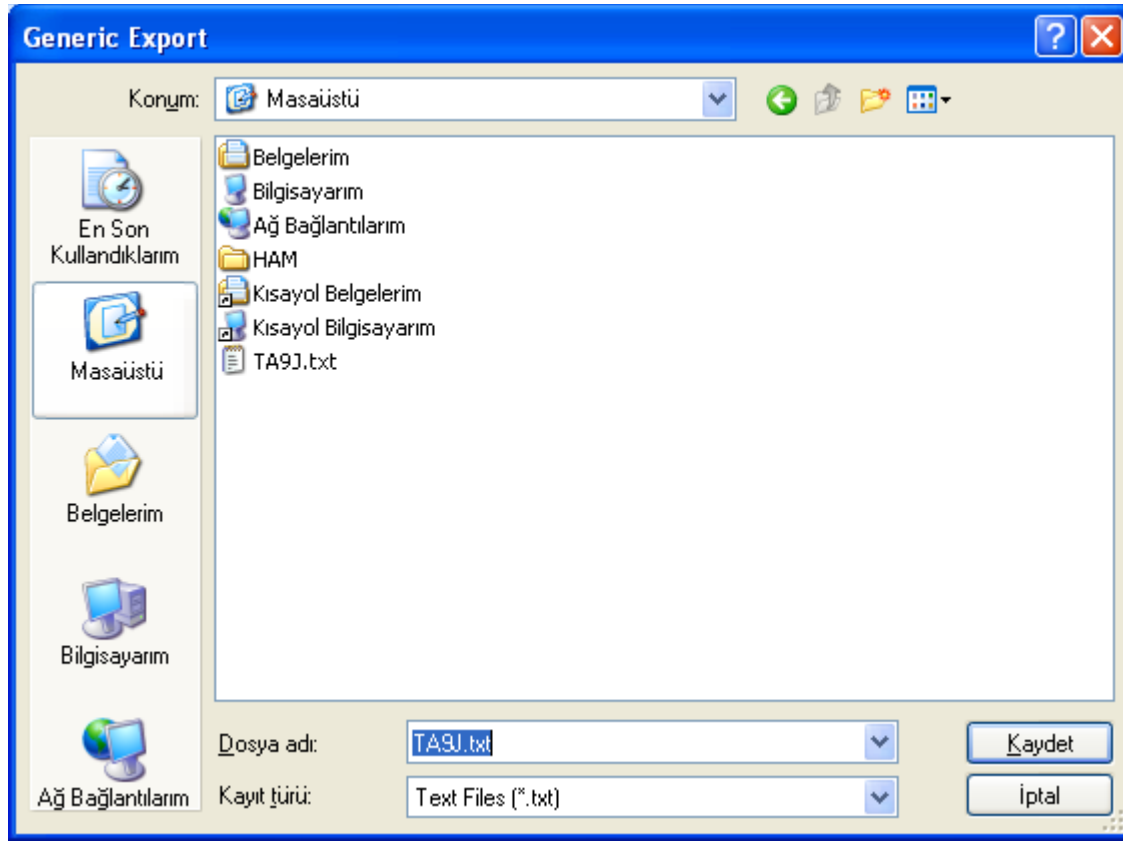 Generic Export
Konum:
Masaüstü
En Son
Kullandıklarım
Masaüstü
Belgelerim
Bilgisayarım
Ağ Bağlantılarım
Belgelerim
Bilgisayarım
Ağ Bağlantılarım
HAM
Kısayol Belgelerim
Kısayol Bilgisayarım
TA9J.txt
Dosya adı:
TA9J.txt
Kaydet
Kayıt türü:
Text Files (*.txt)
İptal